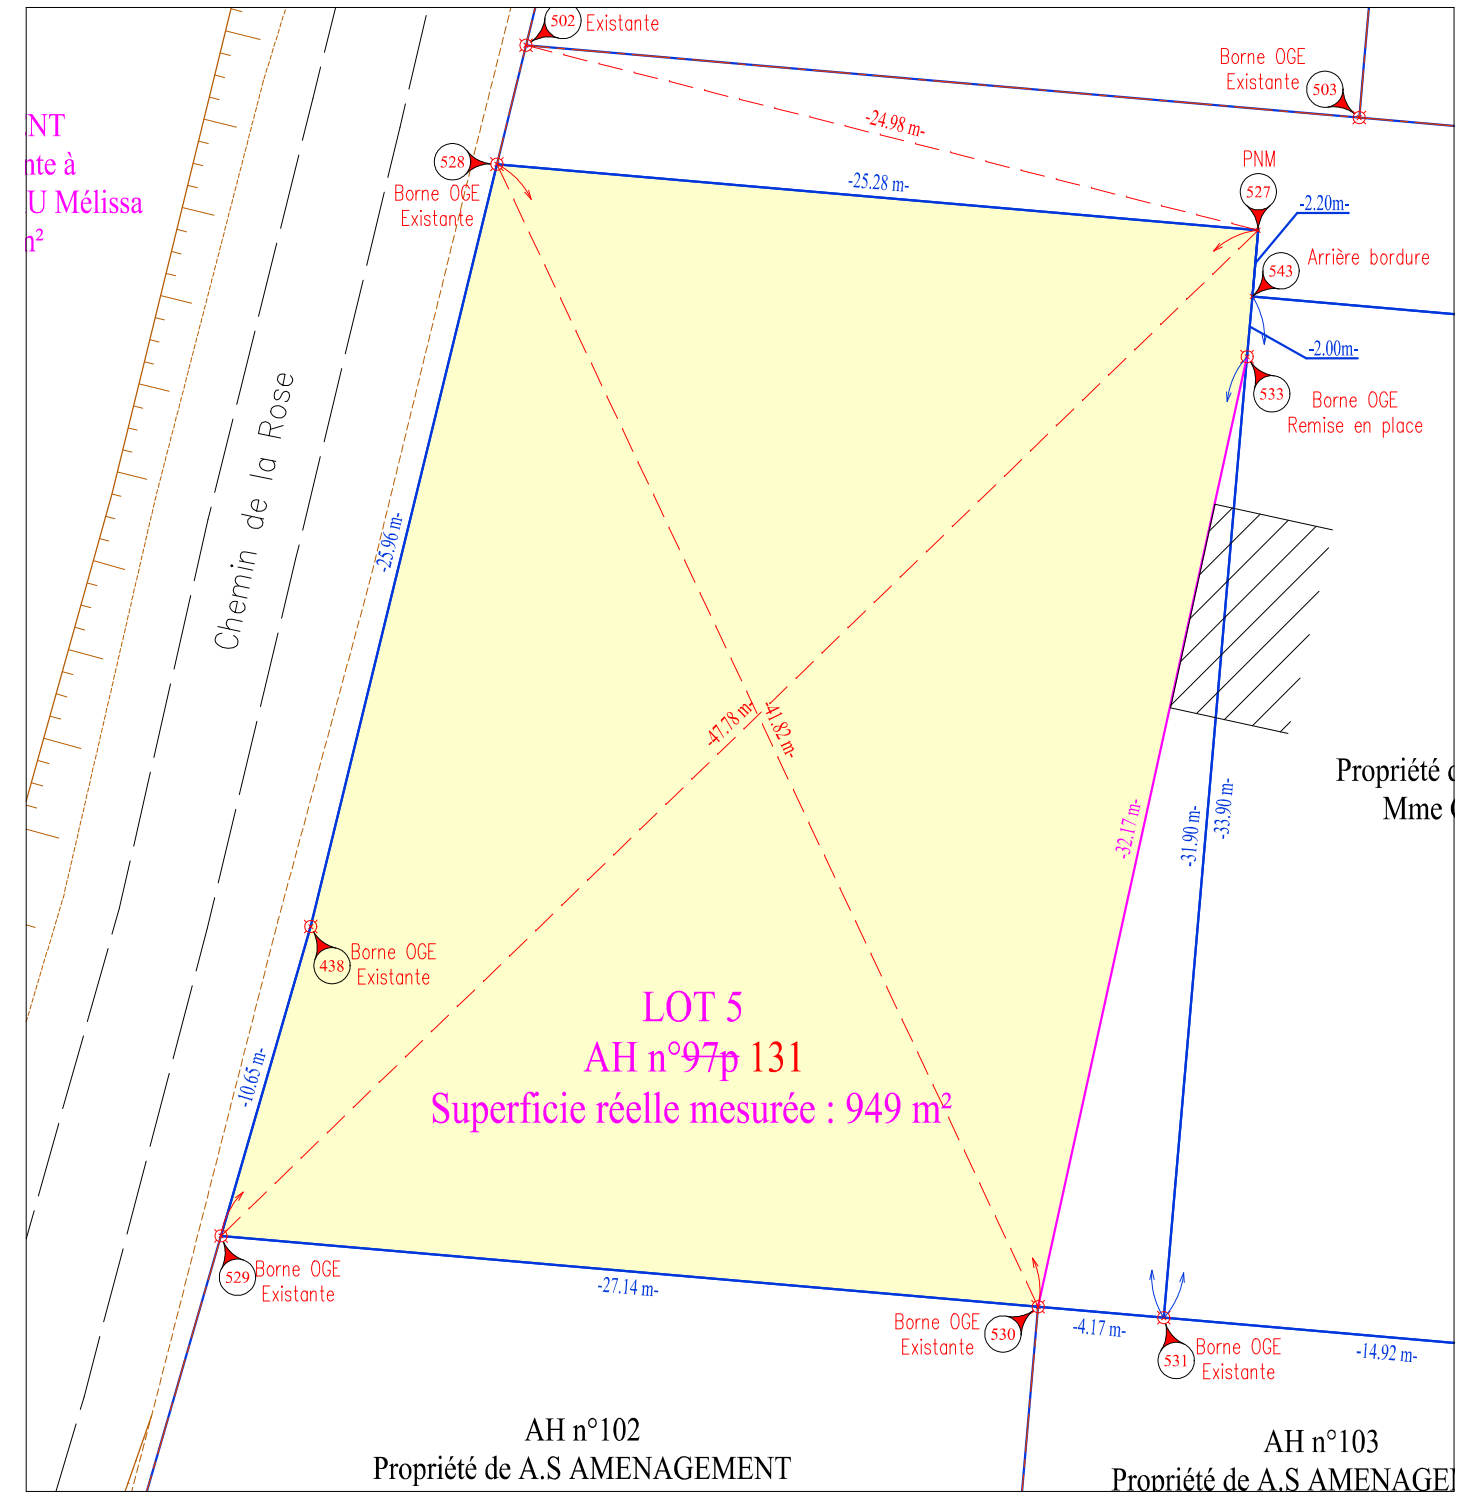 502
Existante
Borne OGE
Existante
503
NT
nte à
U Mélissa
m²
-24.98 m-
528
Borne OGE
Existante
-25.28 m-
PNM
527
-2.20m-
543
Arrière bordure
-2.00m-
533
Borne OGE
Remise en place
Chemin de la Rose
-25.96 m-
-47.78 m-
-41.82 m-
-32.17 m-
-31.90 m-
-33.90 m-
Propriété
Mme
438
Borne OGE
Existante
LOT 5
AH n°97p 131
Superficie réelle mesurée : 949 m²
-10.65 m-
529
Borne OGE
Existante
-27.14 m-
Borne OGE
Existante
530
-4.17 m-
531
Borne OGE
Existante
-14.92 m-
AH n°102
Propriété de A.S AMENAGEMENT
AH n°103
Propriété de A.S AMENAGE